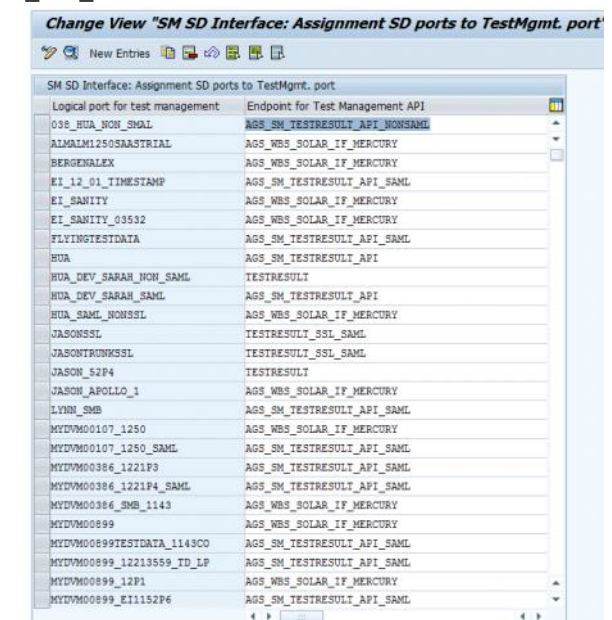 Change View "SM SD Interface: Assignment SD ports to TestMgmt. port"
New Entries
SM SD Interface: Assignment SD ports to TestMgmt. port
Logical port for test management Endpoint for Test Management API
038_HUA_NON_SMAL AGS_SM_TESTRESULT_API_NONSAML
ALMALM1250SAASTRIAL AGS_WBS_SOLAR_IF_MERCURY
BERGENALEX AGS_WBS_SOLAR_IF_MERCURY
EI_12_01_TIMESTAMP AGS_SM_TESTRESULT_API_SAML
EI_SANITY AGS_WBS_SOLAR_IF_MERCURY
EI_SANITY_03532 AGS_WBS_SOLAR_IF_MERCURY
FLYINGTESTDATA AGS_SM_TESTRESULT_API_SAML
HUA AGS_SM_TESTRESULT_API
HUA_DEV_SARAH_NON_SAML TESTRESULT
HUA_DEV_SARAH_SAML AGS_SM_TESTRESULT_API
HUA_SAML_NONSSL AGS_WBS_SOLAR_IF_MERCURY
JASONSSL TESTRESULT_SSL_SAML
JASONTRUNKSSL TESTRESULT_SSL_SAML
JASON_52P4 TESTRESULT
JASON_APOLLO_1 AGS_WBS_SOLAR_IF_MERCURY
LYNN_SMB AGS_SM_TESTRESULT_API_SAML
MYDVM00107_1250 AGS_WBS_SOLAR_IF_MERCURY
MYDVM00107_1250_SAML AGS_SM_TESTRESULT_API_SAML
MYDVM00386_1221P3 AGS_SM_TESTRESULT_API_SAML
MYDVM00386_1221P4_SAML AGS_SM_TESTRESULT_API_SAML
MYDVM00386_SMB_1143 AGS_WBS_SOLAR_IF_MERCURY
MYDVM00899 AGS_WBS_SOLAR_IF_MERCURY
MYDVM00899TESTDATA_1143CO AGS_SM_TESTRESULT_API_SAML
MYDVM00899_12213559_TD_LP AGS_SM_TESTRESULT_API_SAML
MYDVM00899_12P1 AGS_WBS_SOLAR_IF_MERCURY
MYDVM00899_EI1152P6 AGS_SM_TESTRESULT_API_SAML